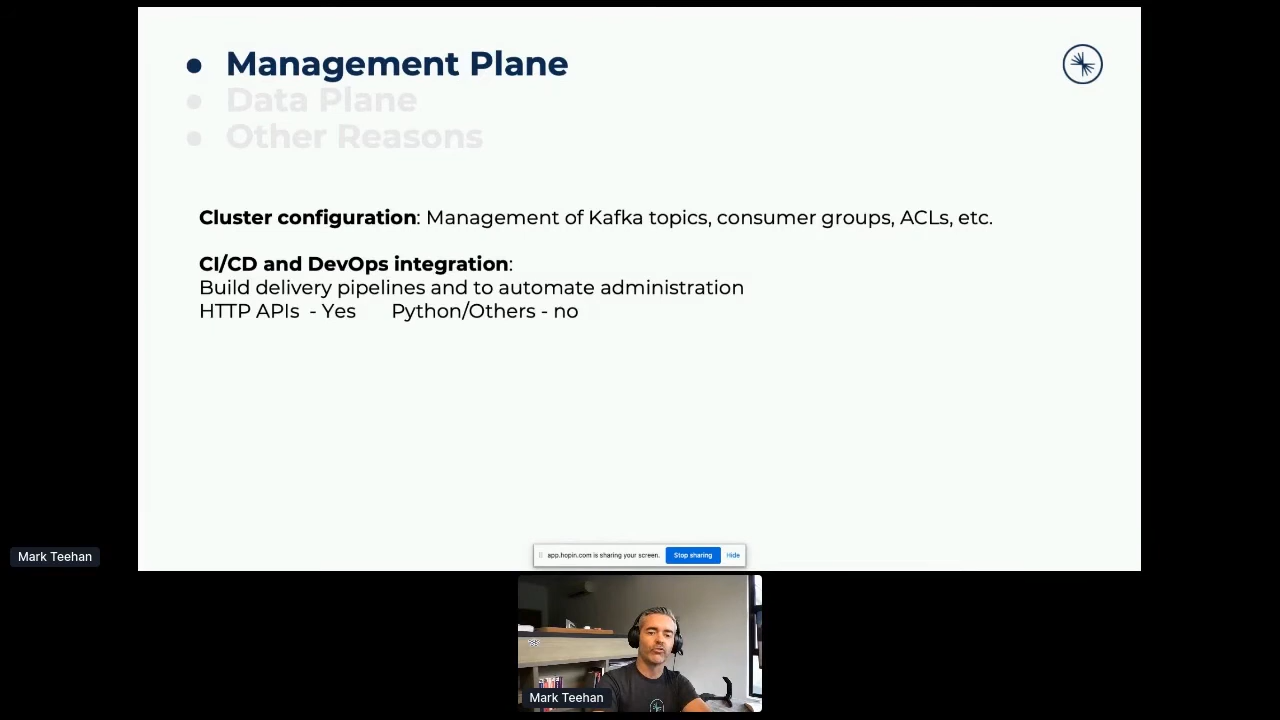 ● Management Plane
● Data Plane
● Other Reasons
Cluster configuration: Management of Kafka topics, consumer groups, ACLs, etc.
CI/CD and DevOps integration:
Build delivery pipelines and to automate administration
HTTP APIs - Yes Python/Others - no
app.hopin.com is sharing your screen. Stop sharing Hide
Mark Teehan
Mark Teehan